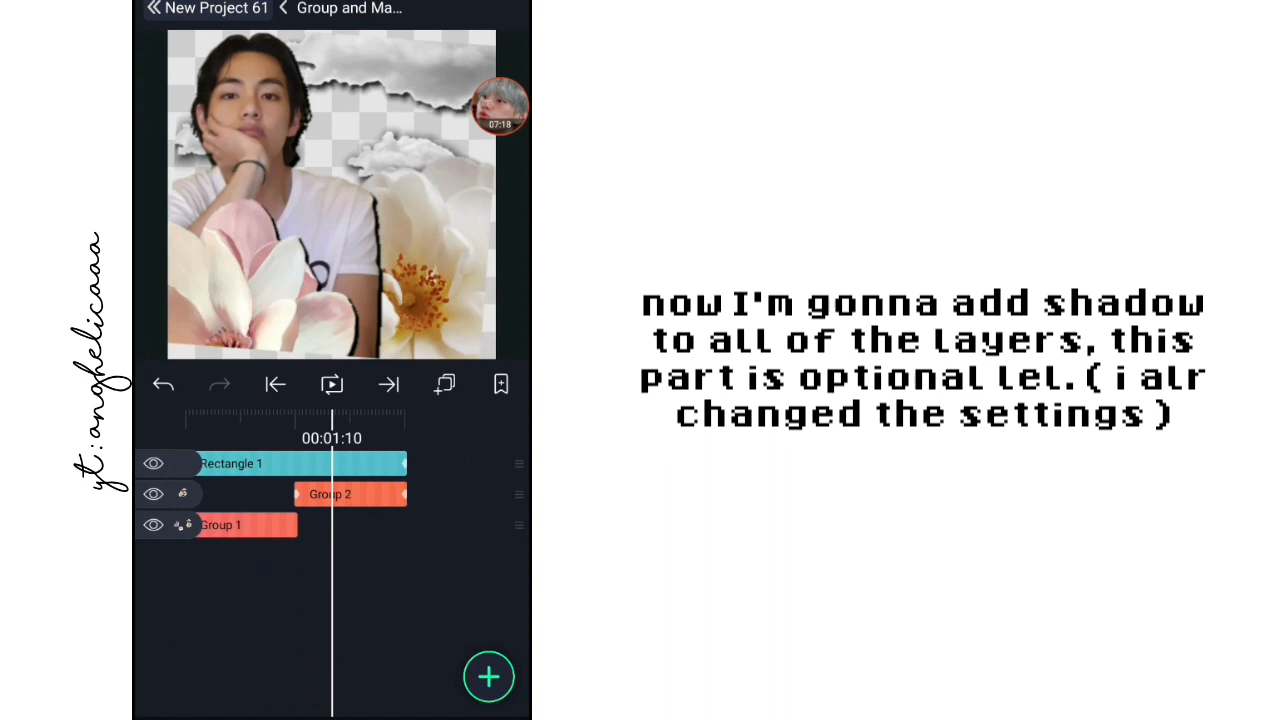 New Project 61 Group and Ma...
07:18
00:01:10
Rectangle 1
Group 2
Group 1
yt:anghelicaaa
now I'm gonna add shadow
to all of the layers, this
part is optional lel. ( i alr
changed the settings )